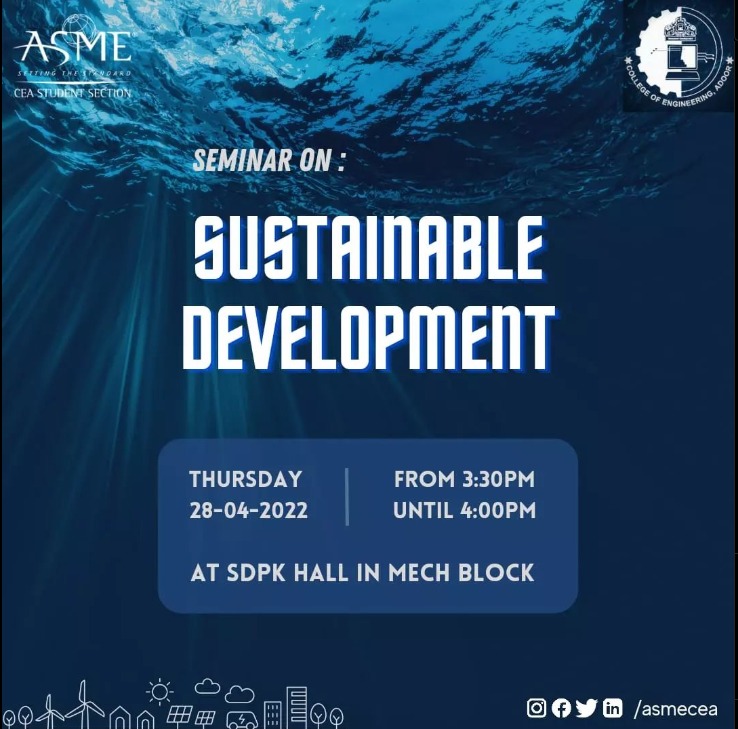 ASME
SETTING THE STANDARD
CEA STUDENT SECTION
COLLEGE OF ENGINEERING, ADOOR
SEMINAR ON :
SUSTAINABLE
DEVELOPMENT
THURSDAY
28-04-2022
FROM 3:30PM
UNTIL 4:00PM
AT SDPK HALL IN MECH BLOCK
/asmecea